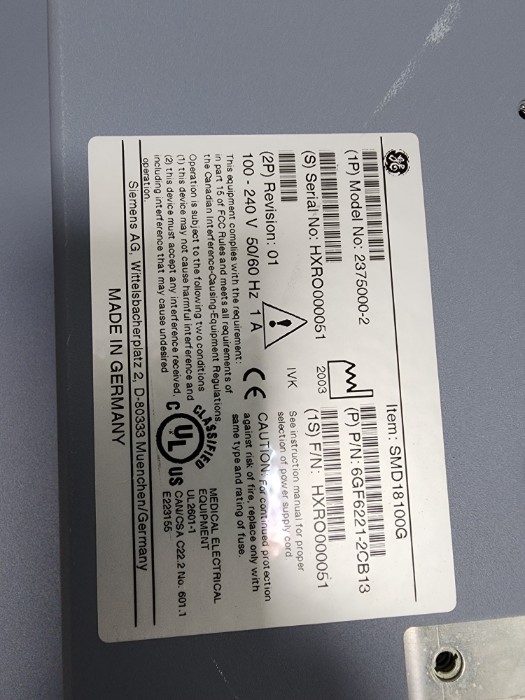 GE
Item: SMD18100G
(1P) Model No: 2375000-2
(P) P/N: 6GF6221-2CB13
(S) Serial No: HXRO000051
2003
(1S) F/N: HXRO000051
(2P) Revision: 01
IVK
See instruction manual for proper
selection of power supply cord.
100 - 240 V 50/60 Hz 1 A
CE
CAUTION: For continued protection
against risk of fire, replace only with
same type and rating of fuse.
This equipment complies with the requirement:
in part 15 of FCC Rules and meets all requirements of
the Canadian Interference-Causing-Equipment Regulations.
Operation is subject to the following two conditions
(1) this device may not cause harmful interference and
(2) this device must accept any interference received,
including interference that may cause undesired
operation.
CLASSIFIED
C UL US
MEDICAL ELECTRICAL
EQUIPMENT
UL 2601-1
CAN/CSA C22.2 No. 601.1
E223155
Siemens AG, Wittelsbacherplatz 2, D-80333 Muenchen/Germany
MADE IN GERMANY